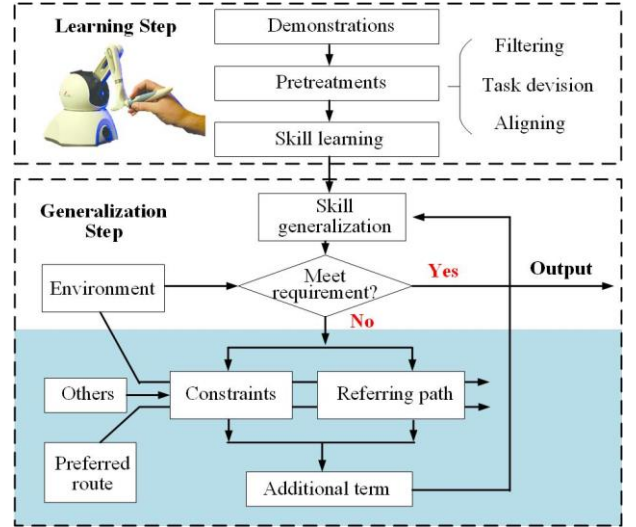 Learning Step
Demonstrations
Pretreatments
Skill learning
Filtering
Task devision
Aligning
Generalization
Step
Skill
generalization
Environment
Meet
requirement?
Yes
Output
No
Others
Constraints
Referring path
Preferred
route
Additional term